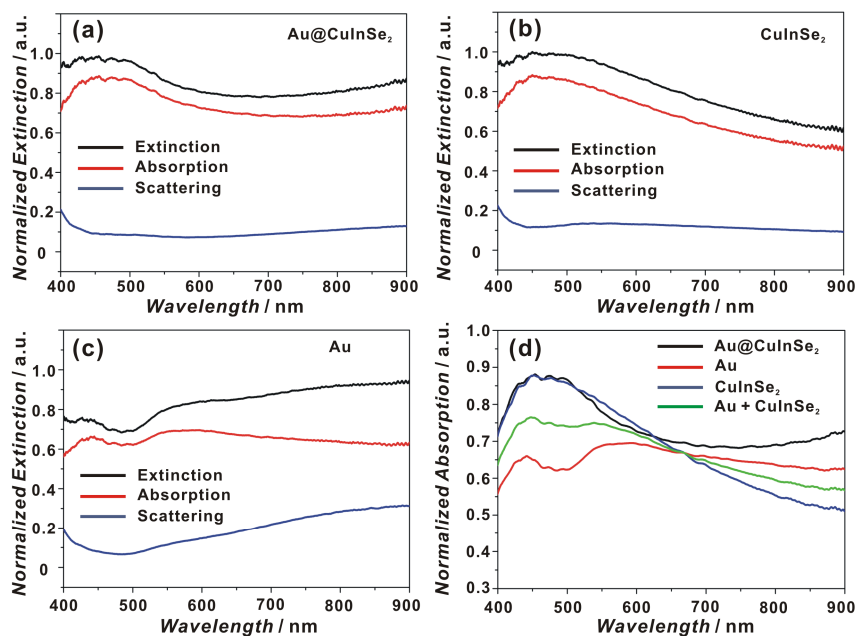 (a)
Au@CuInSe₂
Normalized Extinction / a.u.
1.0
0.8
0.6
0.4
0.2
0
Extinction
Absorption
Scattering
400 500 600 700 800 900
Wavelength / nm
(b)
CuInSe₂
Normalized Extinction / a.u.
1.0
0.8
0.6
0.4
0.2
0
Extinction
Absorption
Scattering
400 500 600 700 800 900
Wavelength / nm
(c)
Au
Normalized Extinction / a.u.
1.0
0.8
0.6
0.4
0.2
0
Extinction
Absorption
Scattering
400 500 600 700 800 900
Wavelength / nm
(d)
Au@CuInSe₂
Au
CuInSe₂
Au + CuInSe₂
Normalized Absorption / a.u.
1.0
0.9
0.8
0.7
0.6
0.5
0.4
0.3
400 500 600 700 800 900
Wavelength / nm